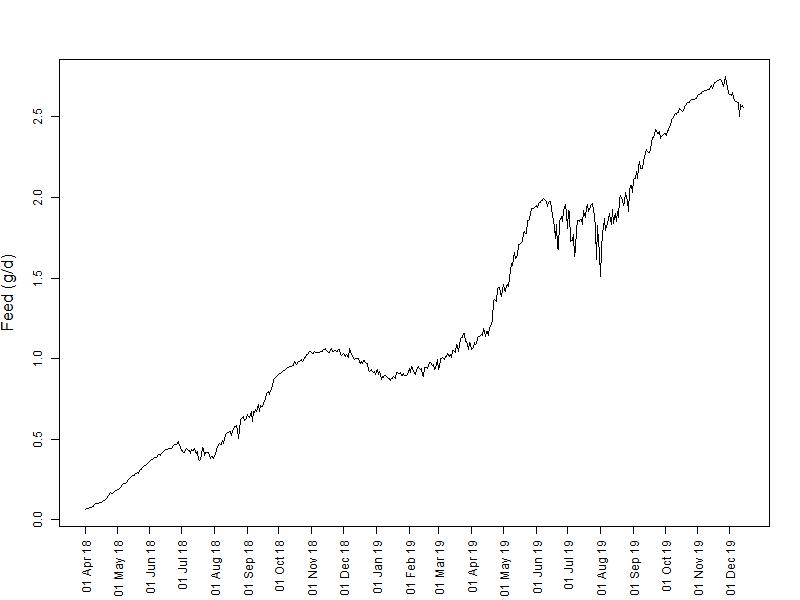 Feed (g/d)
2.5
2.0
1.5
1.0
0.5
0.0
01 Apr 18
01 May 18
01 Jun 18
01 Jul 18
01 Aug 18
01 Sep 18
01 Oct 18
01 Nov 18
01 Dec 18
01 Jan 19
01 Feb 19
01 Mar 19
01 Apr 19
01 May 19
01 Jun 19
01 Jul 19
01 Aug 19
01 Sep 19
01 Oct 19
01 Nov 19
01 Dec 19